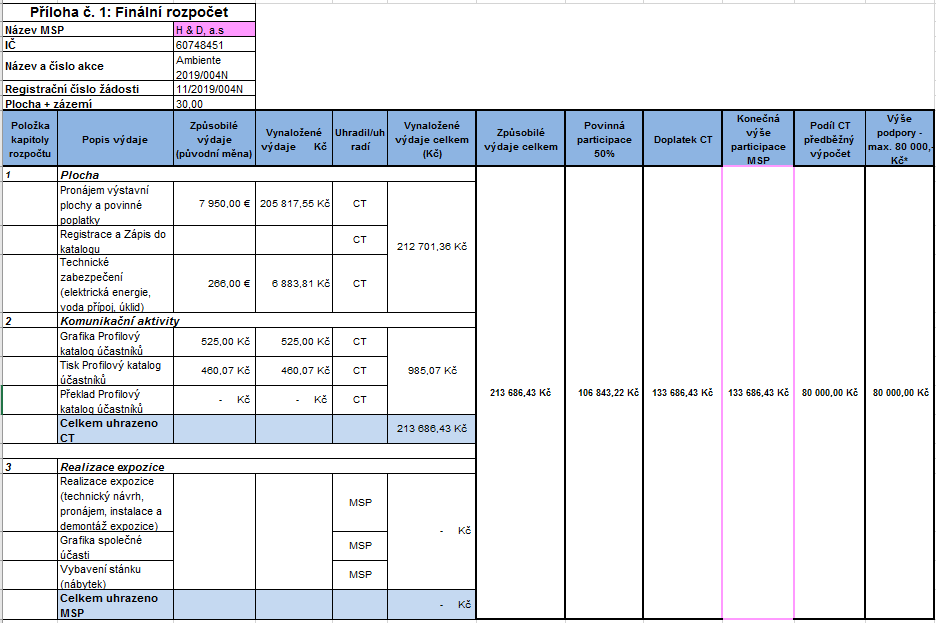 Příloha č. 1: Finální rozpočet
Název MSP H & D, a.s
IČ 60748451
Název a číslo akce Ambiente
2019/004N
Registrační číslo žádosti 11/2019/004N
Plocha + zázemí 30,00
Položka
kapitoly
rozpočtu
Popis výdaje
Způsobilé
výdaje
(původní měna)
Vynaložené
výdaje Kč
Uhradil/uh
radí
Vynaložené
výdaje celkem
(Kč)
Způsobilé
výdaje celkem
Povinná
participace
50%
Doplatek CT
Konečná
výše
participace
MSP
Podíl CT
předběžný
výpočet
Výše
podpory -
max. 80 000,-
Kč*
1 Plocha
Pronájem výstavní
plochy a povinné
poplatky
7 950,00 € 205 817,55 Kč CT
Registrace a Zápis do
katalogu
CT
212 701,36 Kč
Technické
zabezpečení
(elektrická energie,
voda přípoj, úklid)
266,00 € 6 883,81 Kč CT
2 Komunikační aktivity
Grafika Profilový
katalog účastníků
525,00 Kč 525,00 Kč CT
Tisk Profilový katalog
účastníků
460,07 Kč 460,07 Kč CT 985,07 Kč
Překlad Profilový
katalog účastníků
- Kč - Kč CT
213 686,43 Kč 106 843,22 Kč 133 686,43 Kč 133 686,43 Kč 80 000,00 Kč 80 000,00 Kč
Celkem uhrazeno
CT
213 686,43 Kč
3 Realizace expozice
Realizace expozice
(technický návrh,
pronájem, instalace a
demontáž expozice)
MSP
- Kč
Grafika společné
účasti
MSP
Vybavení stánku
(nábytek)
MSP
Celkem uhrazeno
MSP
- Kč